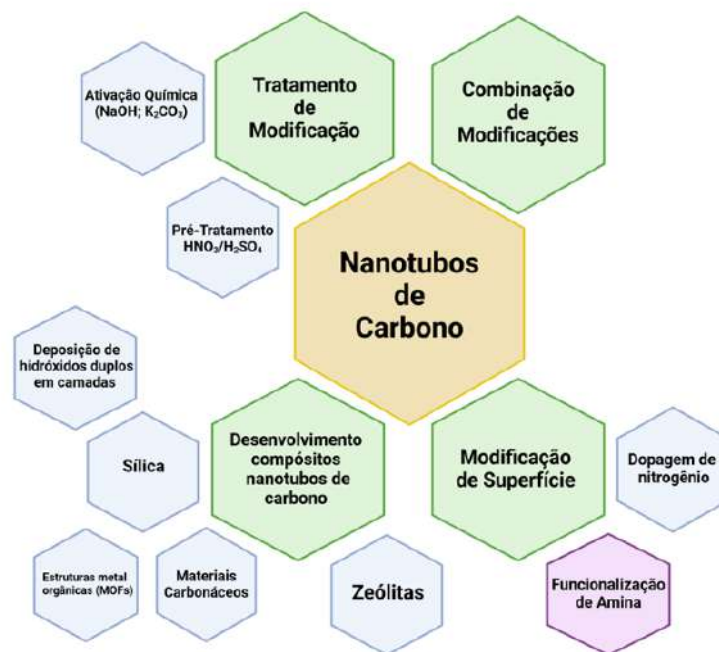 Ativação Química
(NaOH; K₂CO₃)
Tratamento
de
Modificação
Combinação
de
Modificações
Pré-Tratamento
HNO₃/H₂SO₄
Nanotubos
de
Carbono
Deposição de
hidróxidos duplos
em camadas
Sílica
Desenvolvimento
compósitos
nanotubos de
carbono
Modificação
de Superfície
Dopagem de
nitrogênio
Estruturas metal
orgânicas (MOFs)
Materiais
Carbonáceos
Zeólitas
Funcionalização
de Amina